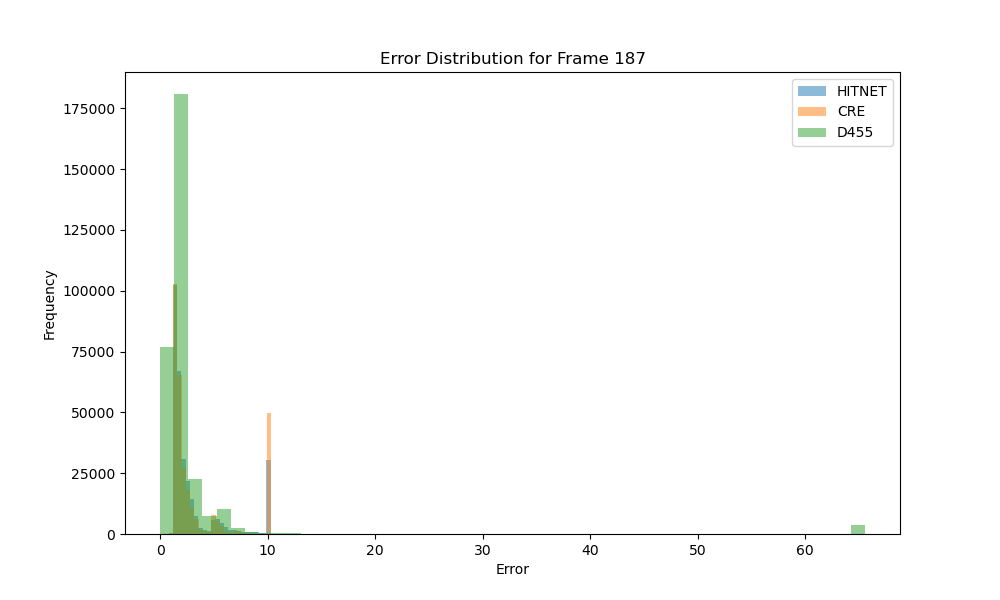 Error Distribution for Frame 187
HITNET
CRE
D455
175000
150000
125000
100000
75000
50000
25000
0
Frequency
0 10 20 30 40 50 60
Error